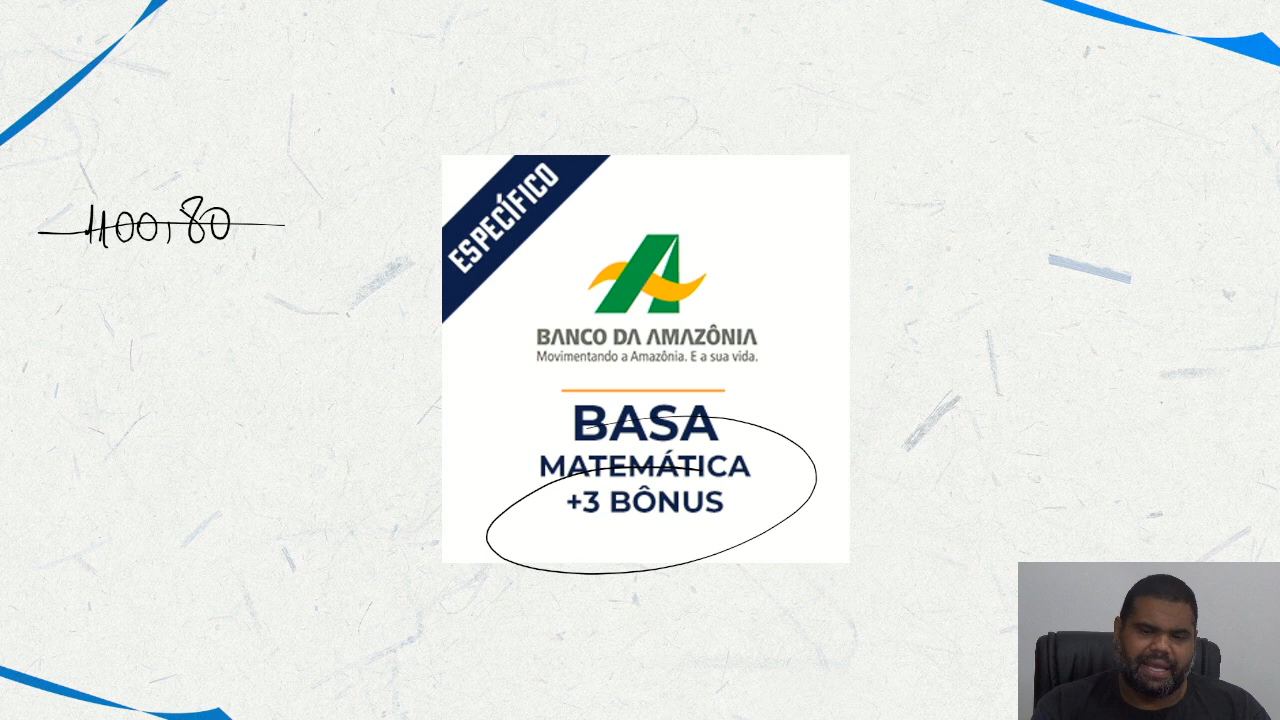 1100,80
ESPECÍFICO
BANCO DA AMAZÔNIA
Movimentando a Amazônia. E a sua vida.
BASA
MATEMÁTICA
+3 BÔNUS